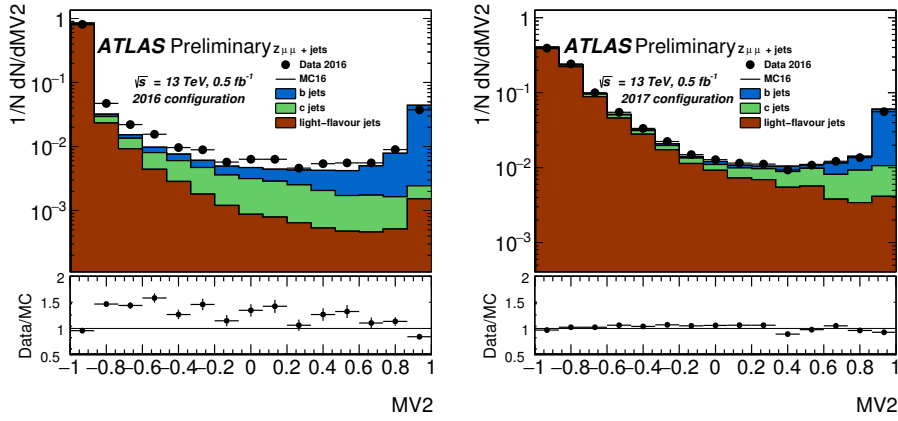 1/N dN/dMV2
1
10⁻¹
10⁻²
10⁻³
ATLAS Preliminary Z μ μ + jets
√s = 13 TeV, 0.5 fb⁻¹
2016 configuration
Data 2016
MC16
b jets
c jets
light−flavour jets
Data/MC
2
1.5
1
0.5
−1 −0.8 −0.6 −0.4 −0.2 0 0.2 0.4 0.6 0.8 1
MV2
1/N dN/dMV2
1
10⁻¹
10⁻²
10⁻³
ATLAS Preliminary Z μ μ + jets
√s = 13 TeV, 0.5 fb⁻¹
2017 configuration
Data 2016
MC16
b jets
c jets
light−flavour jets
Data/MC
2
1.5
1
0.5
−1 −0.8 −0.6 −0.4 −0.2 0 0.2 0.4 0.6 0.8 1
MV2